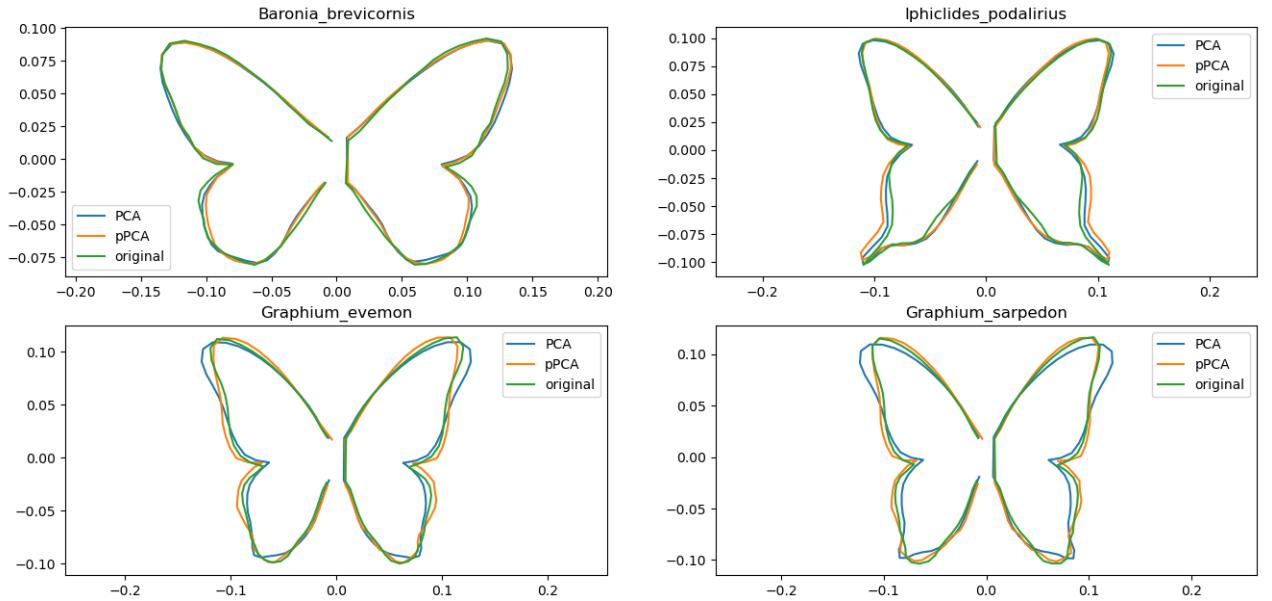 Baronia_brevicornis
0.100
0.075
0.050
0.025
0.000
−0.025
−0.050
−0.075
−0.20 −0.15 −0.10 −0.05 0.00 0.05 0.10 0.15 0.20
PCA
pPCA
original
Iphiclides_podalirius
0.100
0.075
0.050
0.025
0.000
−0.025
−0.050
−0.075
−0.100
−0.2 −0.1 0.0 0.1 0.2
PCA
pPCA
original
Graphium_evemon
0.10
0.05
0.00
−0.05
−0.10
−0.2 −0.1 0.0 0.1 0.2
PCA
pPCA
original
Graphium_sarpedon
0.10
0.05
0.00
−0.05
−0.10
−0.2 −0.1 0.0 0.1 0.2
PCA
pPCA
original